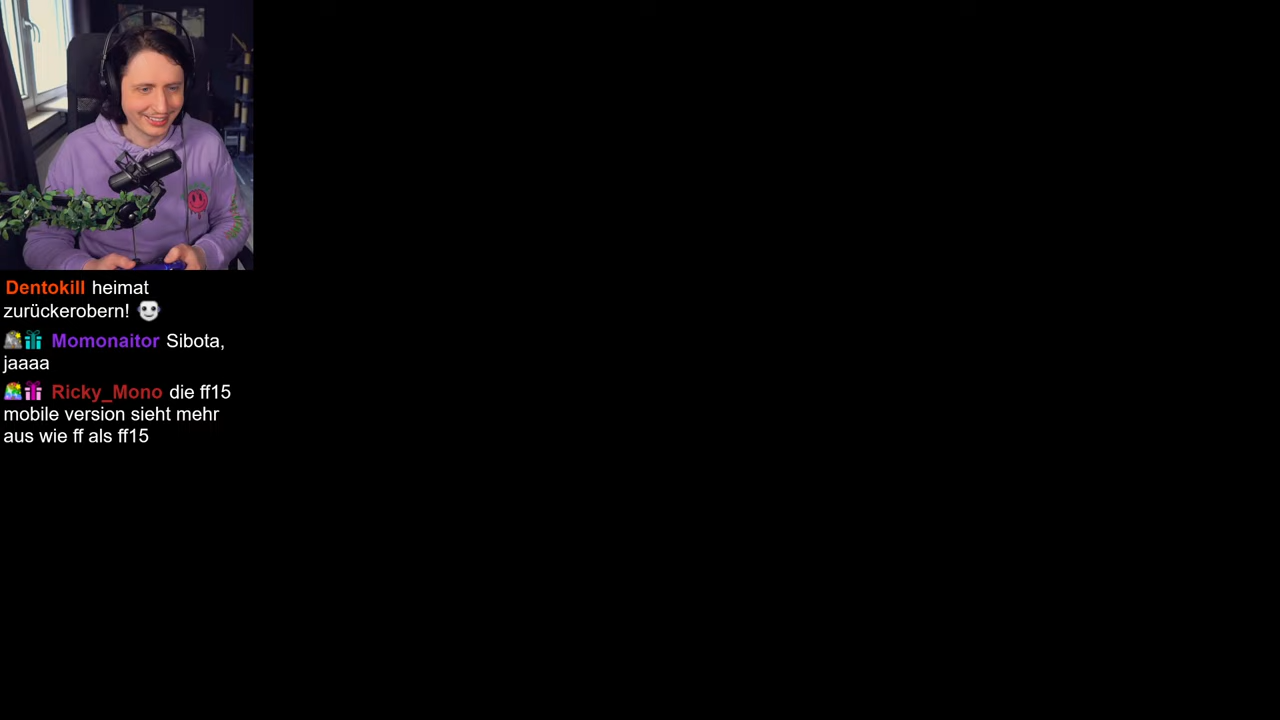 Dentokill heimat
zurückerobern!
Momonaitor Sibota,
jaaaa
Ricky_Mono die ff15
mobile version sieht mehr
aus wie ff als ff15